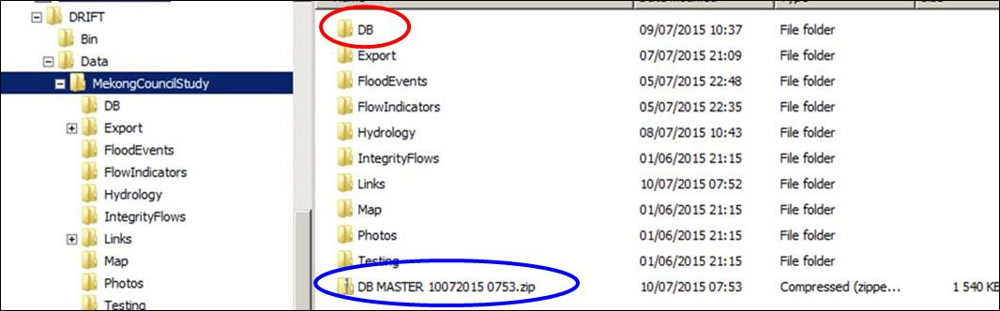 DRIFT
Bin
Data
MekongCouncilStudy
DB
Export
FloodEvents
FlowIndicators
Hydrology
IntegrityFlows
Links
Map
Photos
Testing
DB 09/07/2015 10:37 File folder
Export 07/07/2015 21:09 File folder
FloodEvents 05/07/2015 22:48 File folder
FlowIndicators 05/07/2015 22:35 File folder
Hydrology 08/07/2015 10:43 File folder
IntegrityFlows 01/06/2015 21:15 File folder
Links 10/07/2015 07:52 File folder
Map 01/06/2015 21:15 File folder
Photos 01/06/2015 21:15 File folder
Testing 01/06/2015 21:15 File folder
DB MASTER 10072015 0753.zip 10/07/2015 07:53 Compressed (zippe... 1 540 KB